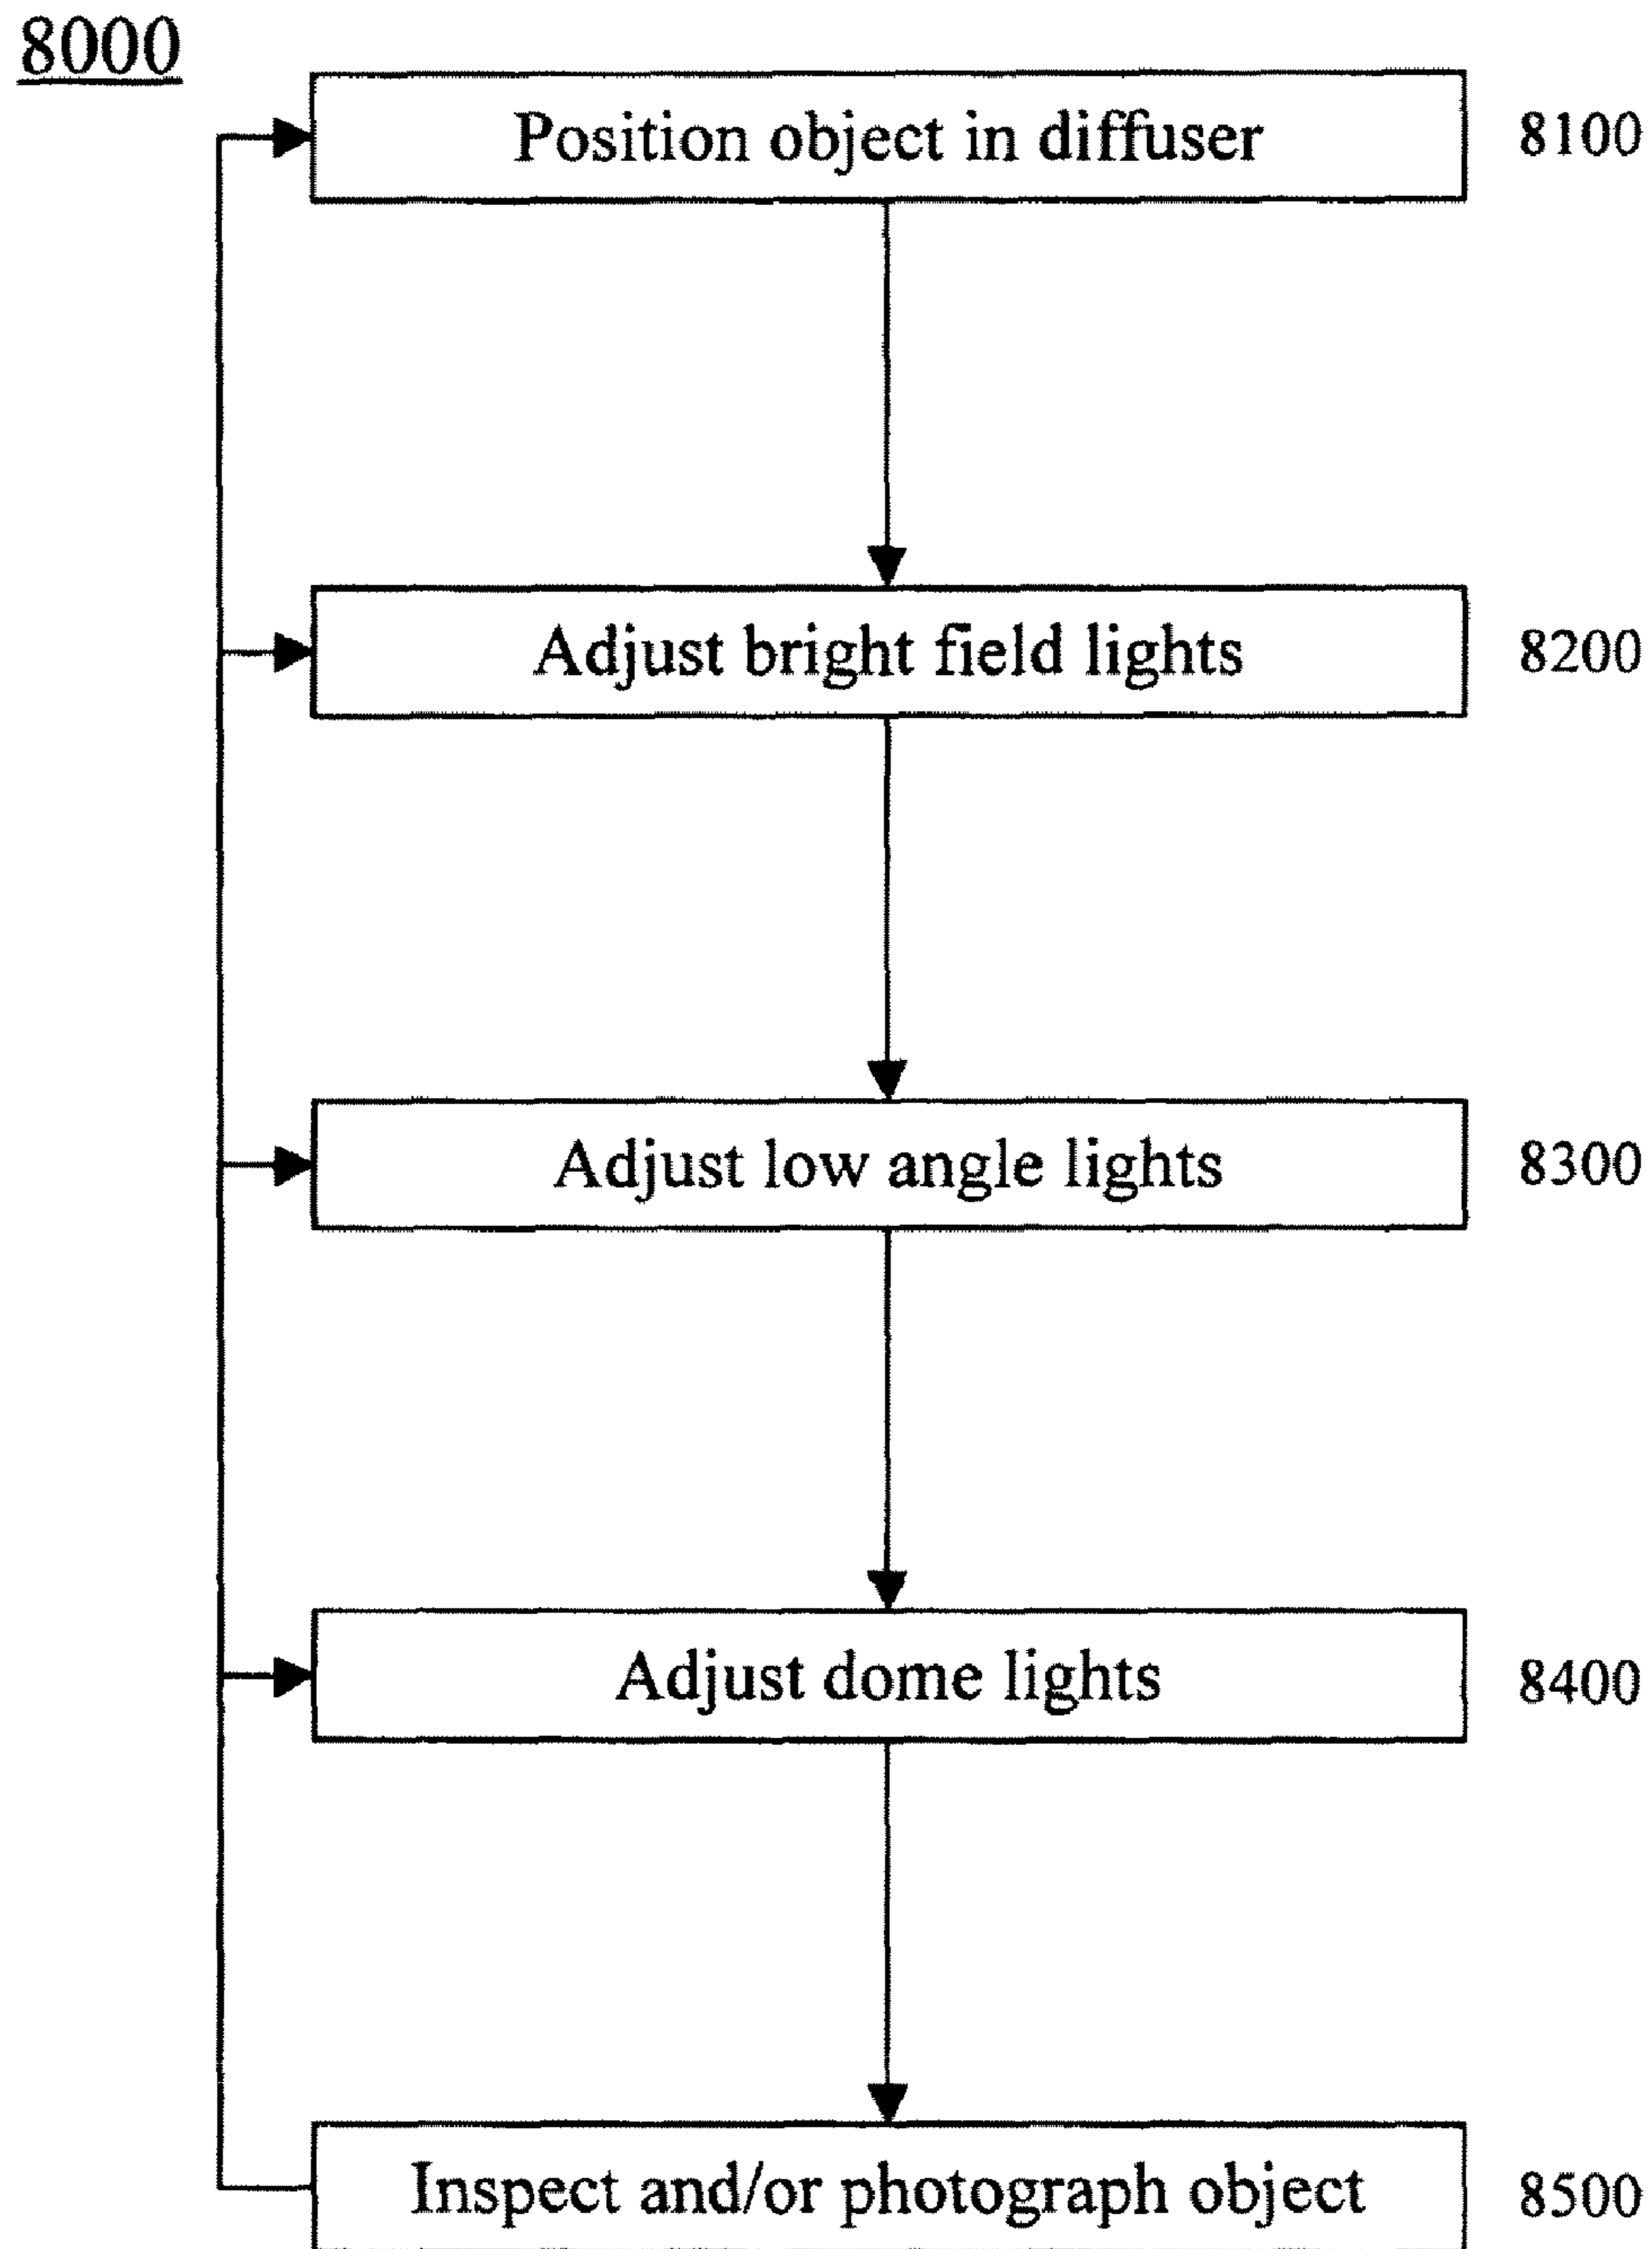 8000
Position object in diffuser 8100
Adjust bright field lights 8200
Adjust low angle lights 8300
Adjust dome lights 8400
Inspect and/or photograph object 8500